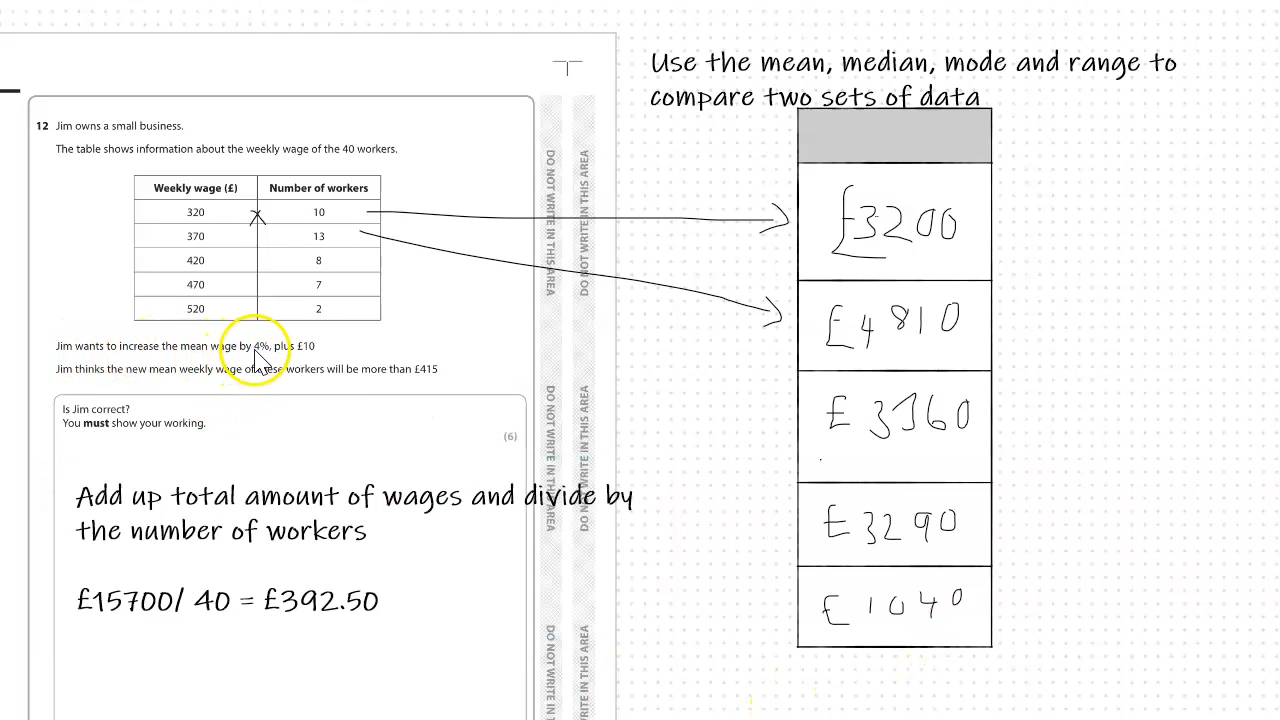 Use the mean, median, mode and range to
compare two sets of data
12 Jim owns a small business.
The table shows information about the weekly wage of the 40 workers.
Weekly wage (£) Number of workers
320 x 10
370 13
420 8
470 7
520 2
Jim wants to increase the mean wage by 4%, plus £10
Jim thinks the new mean weekly wage of these workers will be more than £415
Is Jim correct?
You must show your working.
(6)
Add up total amount of wages and divide by
the number of workers
£15700/ 40 = £392.50
DO NOT WRITE IN THIS AREA
DO NOT WRITE IN THIS AREA
DO NOT WRITE IN THIS AREA
DO NOT WRITE IN THIS AREA
DO NOT WRITE IN THIS AREA
DO NOT WRITE IN THIS AREA
£3200
£4810
£3360
£3290
£1040